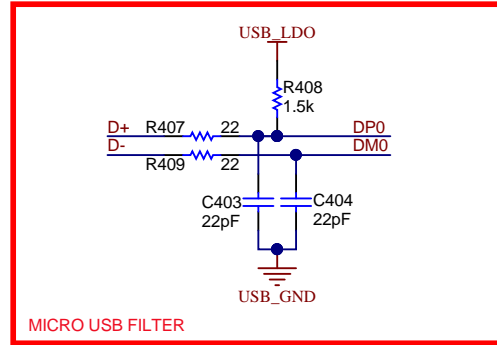 USB_LDO
R408
1.5k
D+ R407 22 DP0
D- R409 22 DM0
C403 C404
22pF 22pF
USB_GND
MICRO USB FILTER